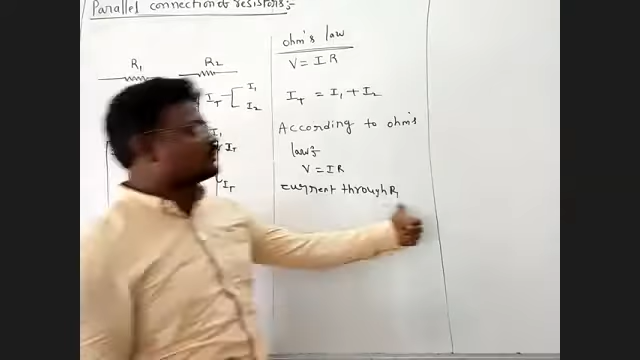 Parallel connection of resistors:-
R1 R2
IT I1
I2
I1
IT
IT
ohm's law
V = IR
IT = I1 + I2
According to ohm's
law:-
V = IR
current through R1